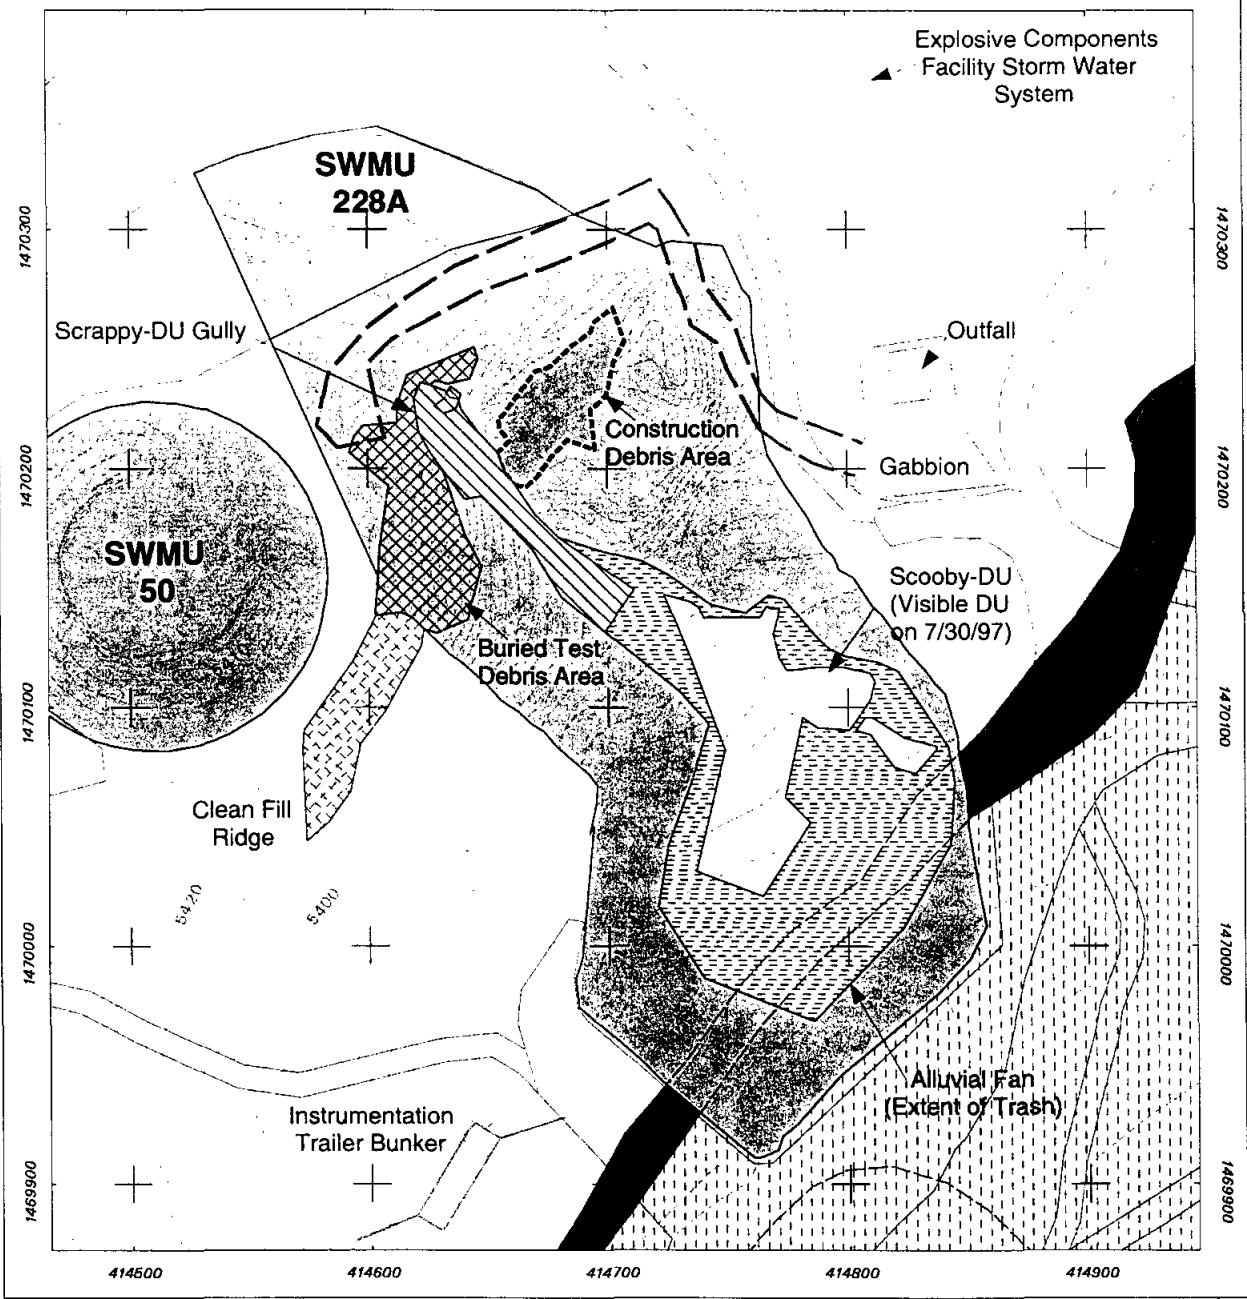 Explosive Components
Facility Storm Water
System
SWMU
228A
1470300
1470300
Scrappy-DU Gully
Outfall
Construction
Debris Area
Gabbion
1470200
1470200
SWMU
50
Scooby-DU
(Visible DU
on 7/30/97)
Buried Test
Debris Area
1470100
1470100
Clean Fill
Ridge
5420
5400
1470000
1470000
Alluvial Fan
(Extent of Trash)
Instrumentation
Trailer Bunker
1469900
1469900
414500
414600
414700
414800
414900